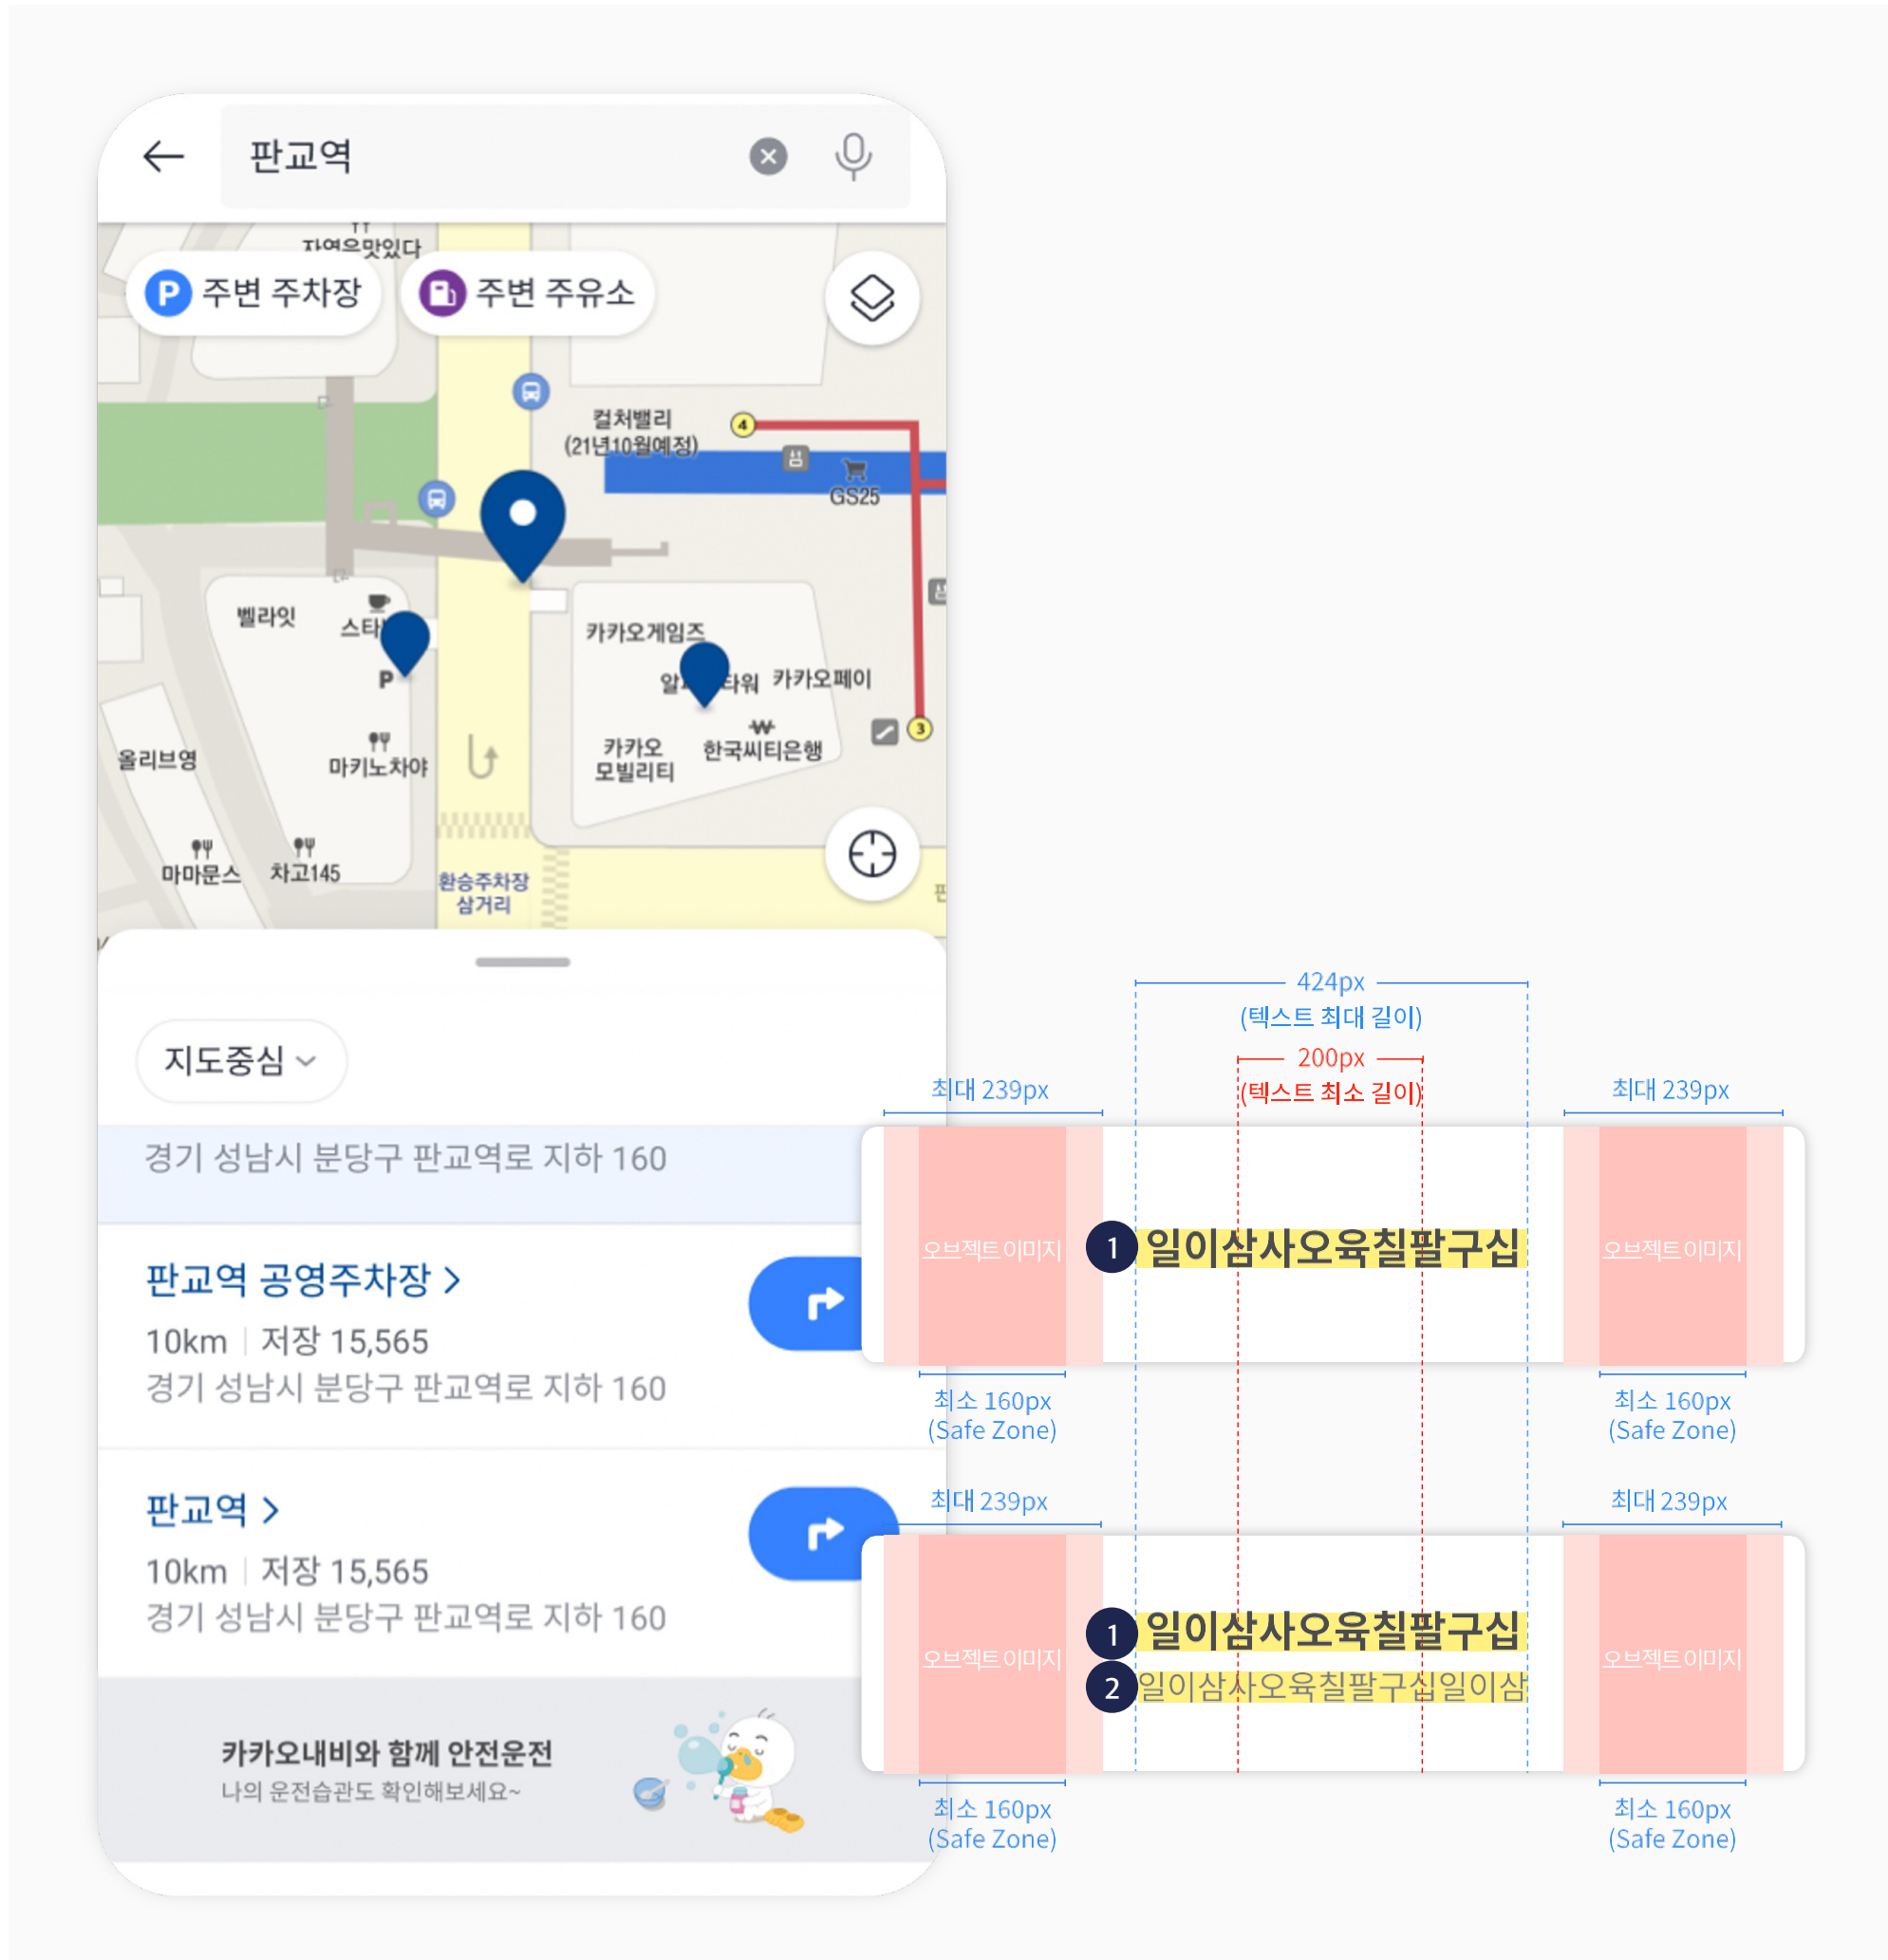 판교역
자연은맛있다
P 주변 주차장
주변 주유소
컬처밸리
(21년10월예정)
4
GS25
벨라잇
스타
P
카카오게임즈
알파 타워
카카오페이
3
올리브영
마키노차야
카카오
모빌리티
한국씨티은행
마마문스
차고145
환승주차장
삼거리
지도중심
경기 성남시 분당구 판교역로 지하 160
판교역 공영주차장 >
10km | 저장 15,565
경기 성남시 분당구 판교역로 지하 160
판교역 >
10km | 저장 15,565
경기 성남시 분당구 판교역로 지하 160
카카오내비와 함께 안전운전
나의 운전습관도 확인해보세요~
424px
(텍스트 최대 길이)
200px
(텍스트 최소 길이)
최대 239px
최대 239px
오브젝트 이미지
1 일이삼사오육칠팔구십
오브젝트 이미지
최소 160px
(Safe Zone)
최소 160px
(Safe Zone)
최대 239px
최대 239px
오브젝트 이미지
1 일이삼사오육칠팔구십
2 일이삼사오육칠팔구십일이삼
오브젝트 이미지
최소 160px
(Safe Zone)
최소 160px
(Safe Zone)